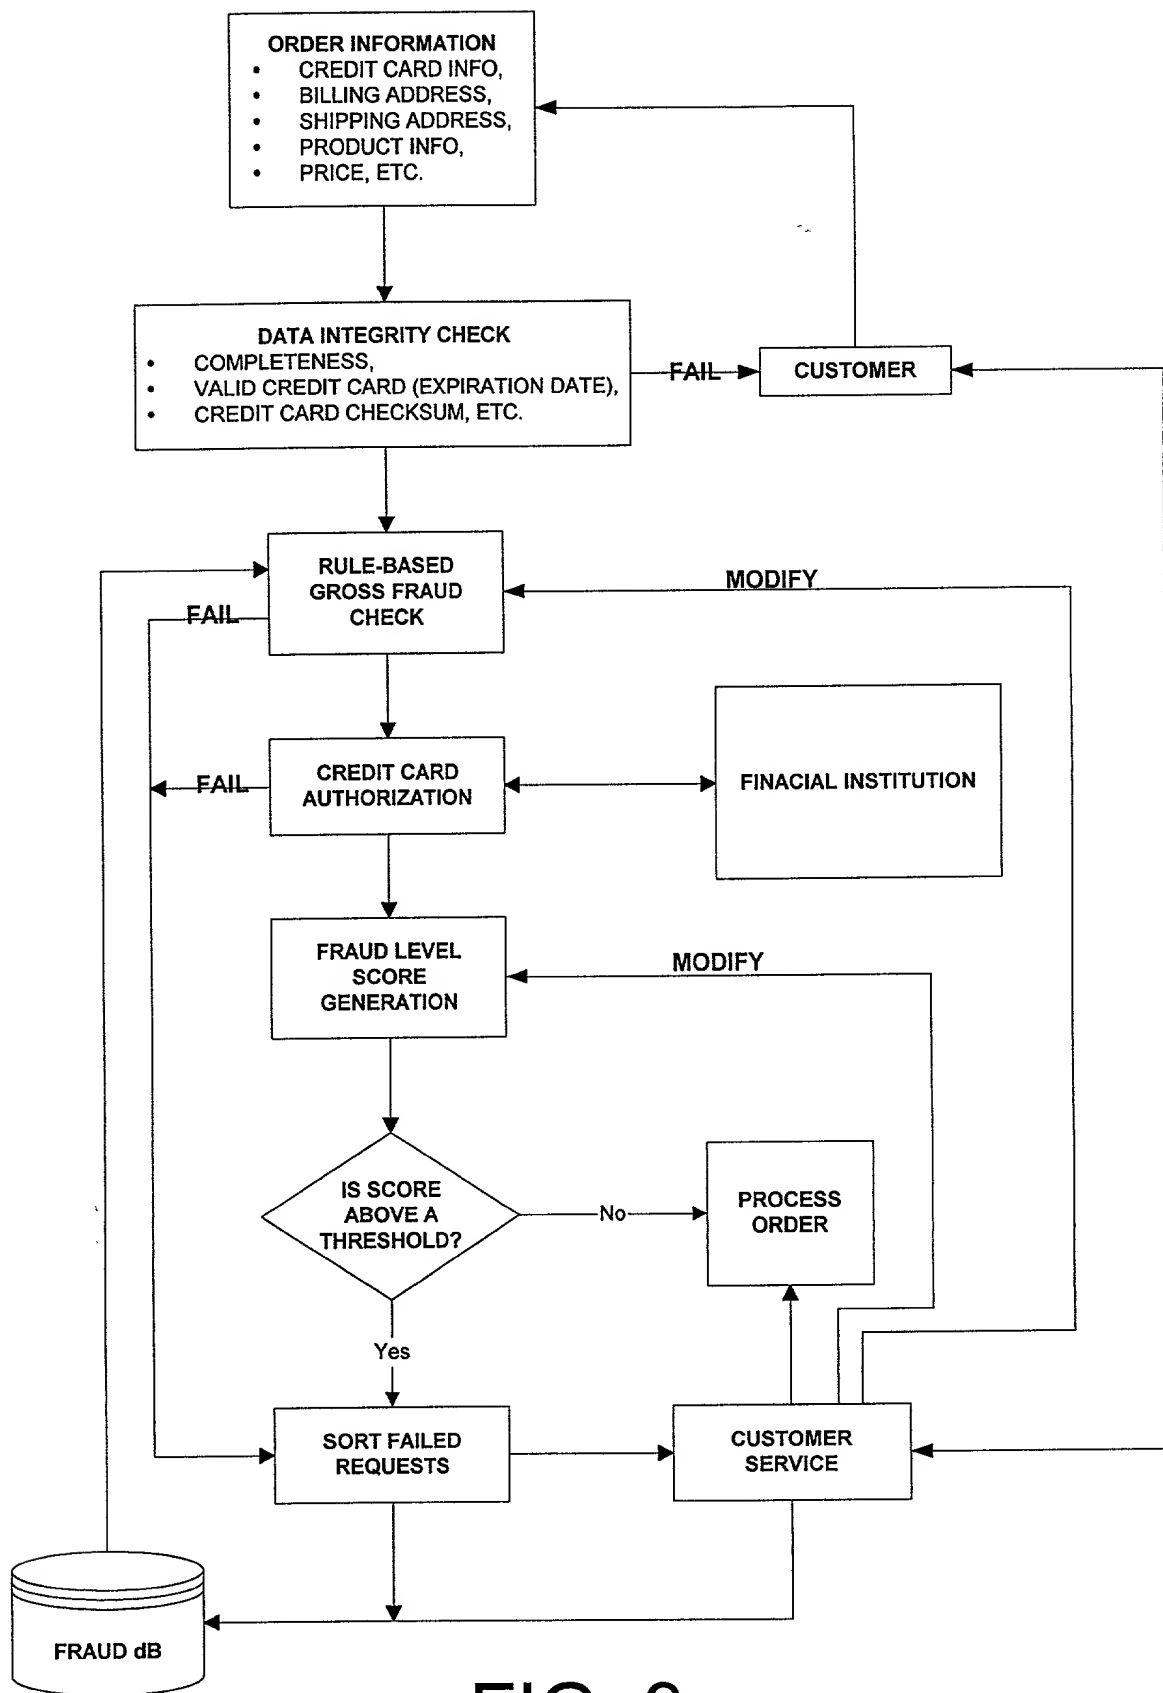 ORDER INFORMATION
• CREDIT CARD INFO,
• BILLING ADDRESS,
• SHIPPING ADDRESS,
• PRODUCT INFO,
• PRICE, ETC.
DATA INTEGRITY CHECK
• COMPLETENESS,
• VALID CREDIT CARD (EXPIRATION DATE),
• CREDIT CARD CHECKSUM, ETC.
FAIL
CUSTOMER
RULE-BASED
GROSS FRAUD
CHECK
MODIFY
FAIL
CREDIT CARD
AUTHORIZATION
FAIL
FINACIAL INSTITUTION
FRAUD LEVEL
SCORE
GENERATION
MODIFY
IS SCORE
ABOVE A
THRESHOLD?
No
PROCESS
ORDER
Yes
SORT FAILED
REQUESTS
CUSTOMER
SERVICE
FRAUD dB
FIG.